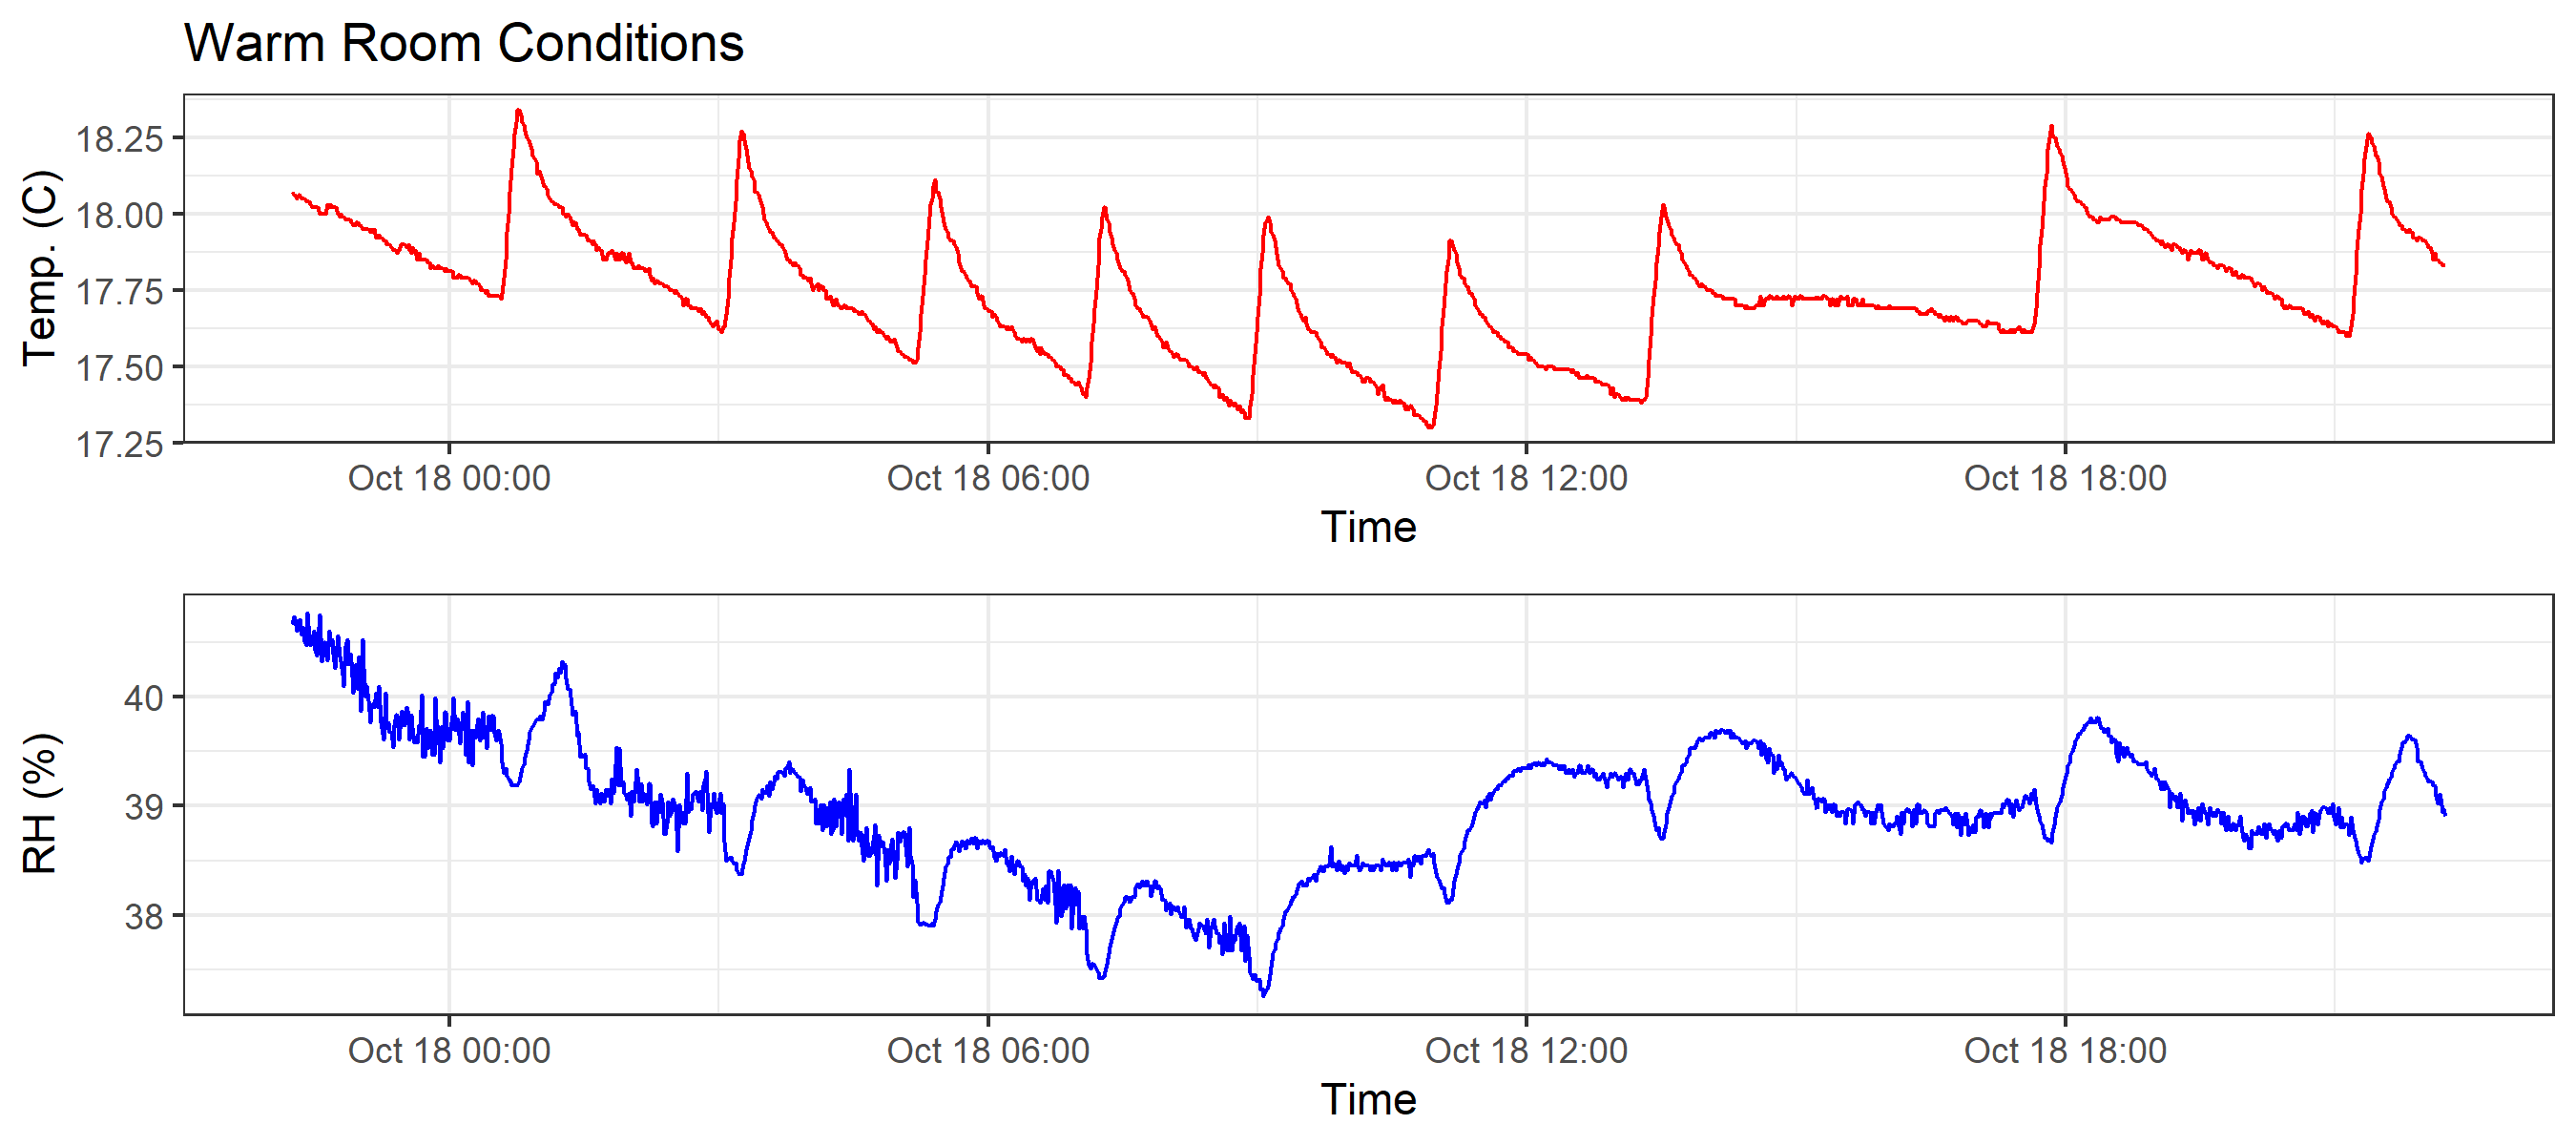 Warm Room Conditions
Temp. (C)
18.25
18.00
17.75
17.50
17.25
Oct 18 00:00 Oct 18 06:00 Oct 18 12:00 Oct 18 18:00
Time
RH (%)
40
39
38
Oct 18 00:00 Oct 18 06:00 Oct 18 12:00 Oct 18 18:00
Time